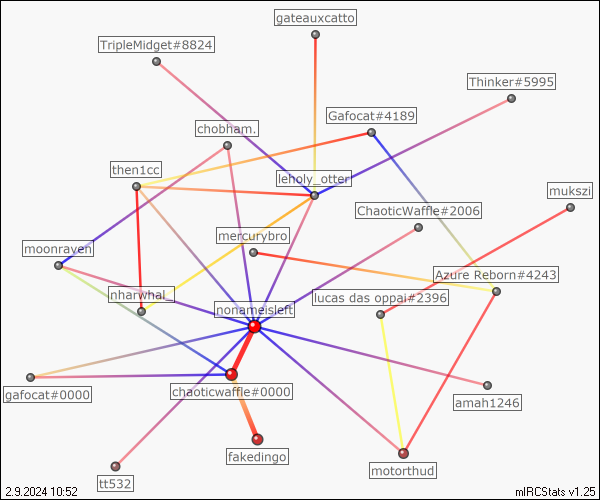 gateauxcatto
TripleMidget#8824
Thinker#5995
Gafocat#4189
chobham.
then1cc
leholy_otter
mukszi
ChaoticWaffle#2006
mercurybro
moonraven
Azure Reborn#4243
nharwhal_
lucas das oppai#2396
nonameisleft
gafocat#0000
chaoticwaffle#0000
amah1246
fakedingo
motorthud
tt532
2.9.2024 10:52
mIRCStats v1.25